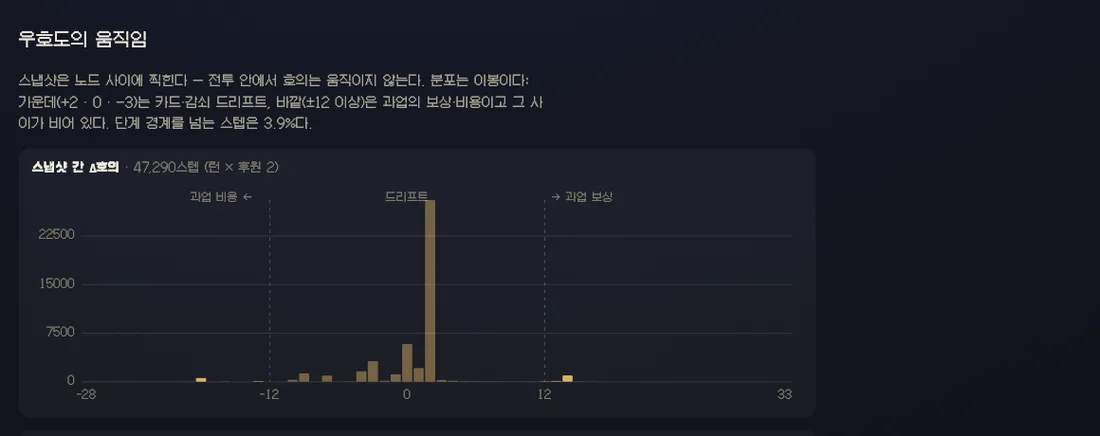 우호도의 움직임
스냅샷은 노드 사이에 찍힌다 — 전투 안에서 호의는 움직이지 않는다. 분포는 이봉이다:
가운데(+2 · 0 · −3)는 카드·감쇠 드리프트, 바깥(±12 이상)은 과업의 보상·비용이고 그 사
이가 비어 있다. 단계 경계를 넘는 스텝은 3.9%다.
스냅샷 간 Δ호의 · 47,290스텝 (런 × 후원 2)
과업 비용 ← 드리프트 → 과업 보상
22500
15000
7500
0
-28 -12 0 12 33